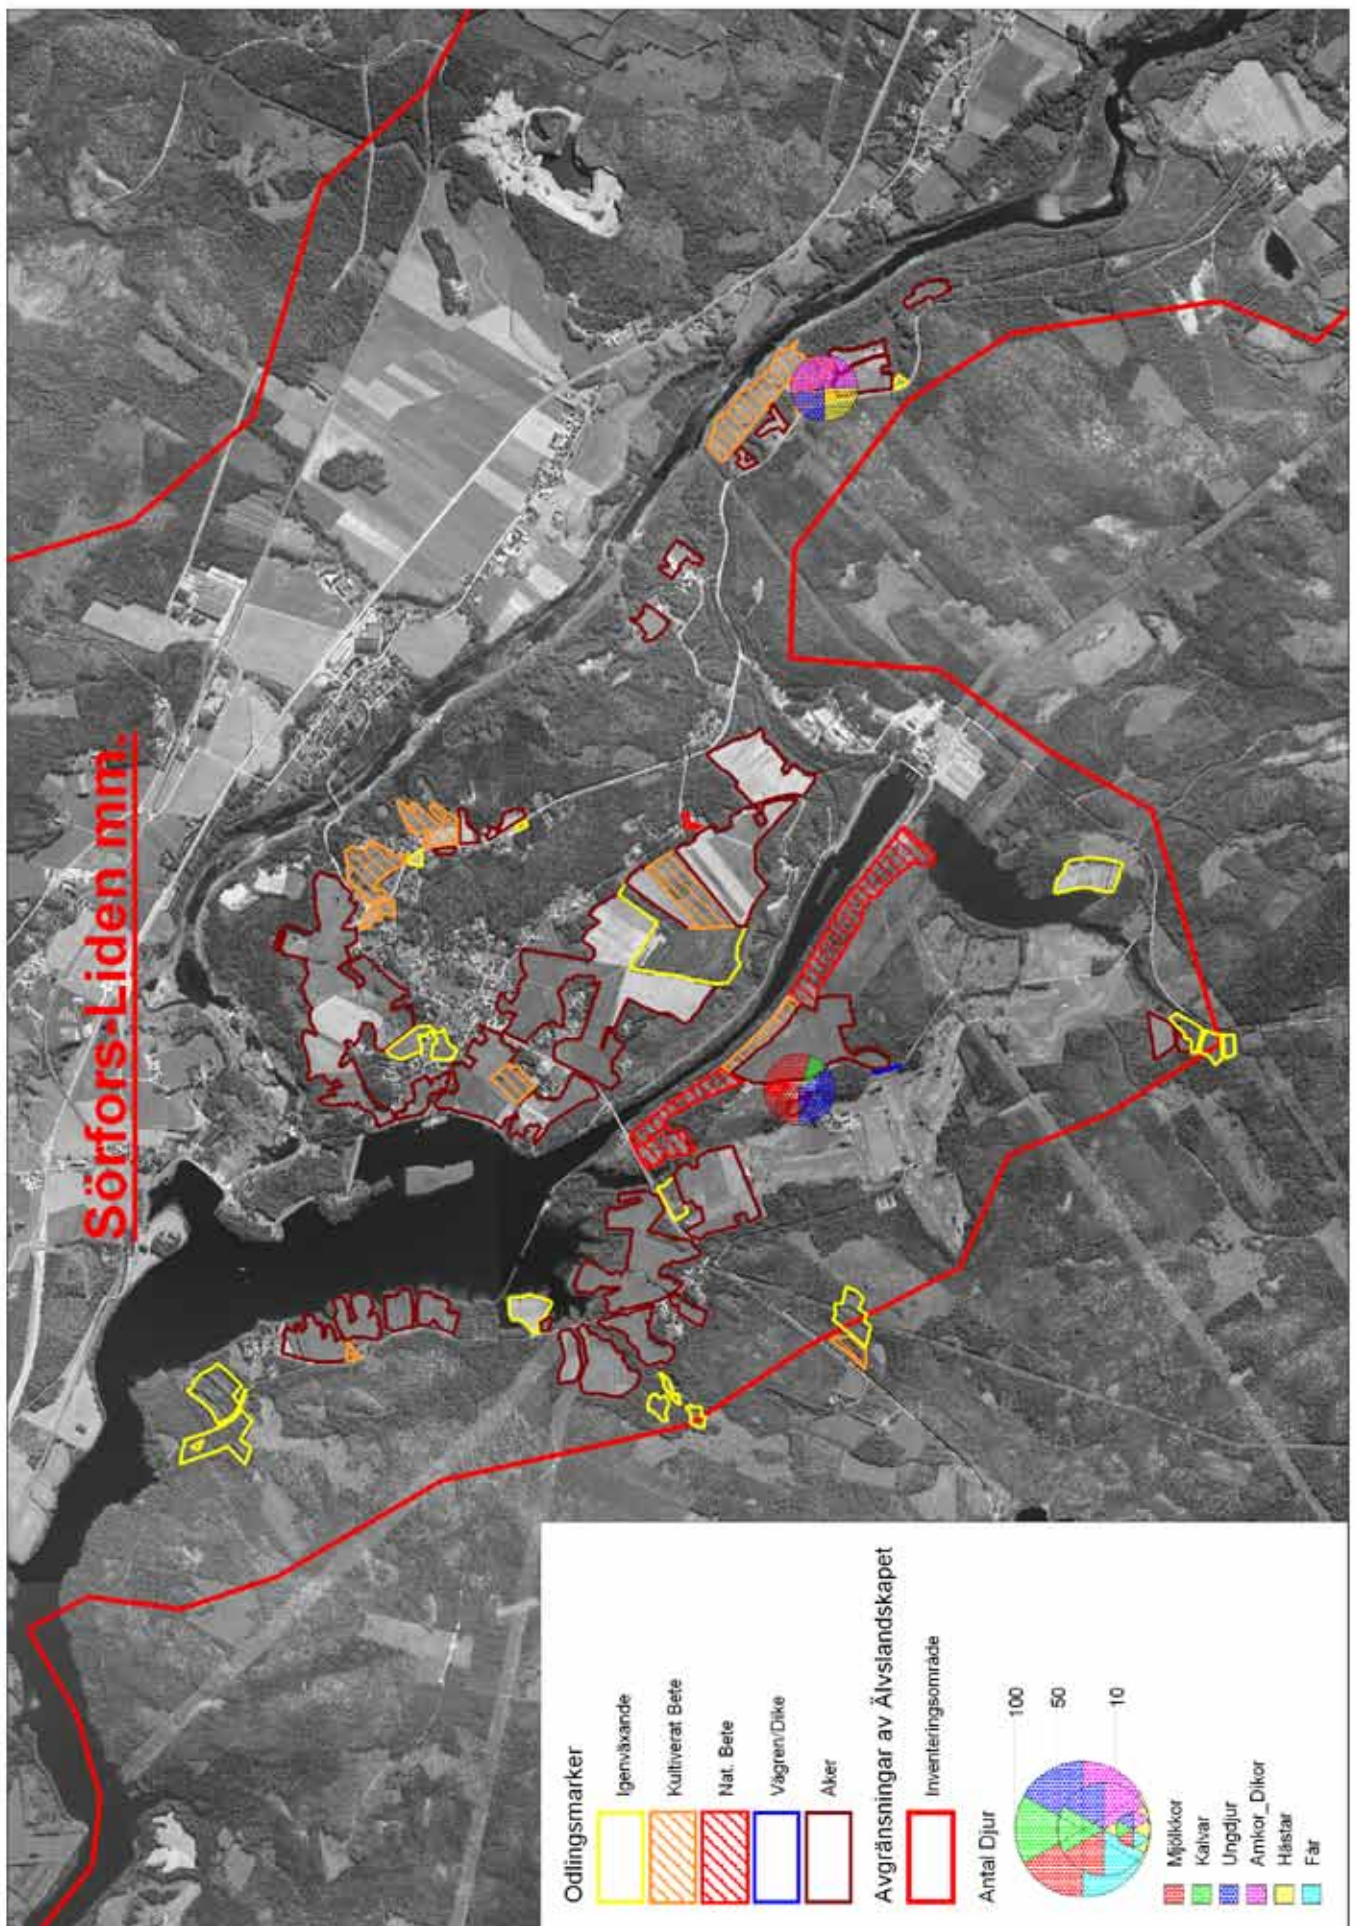 Sörfors-Liden mm.
Odlingsmarker
Igenväxande
Kultiverat Bete
Nat. Bete
Vägren/Dike
Åker
Avgränsningar av Älvslandskapet
Inventeringsområde
Antal Djur
100
50
10
Mjölkkor
Kalvar
Ungdjur
Amkor_Dikor
Hästar
Får